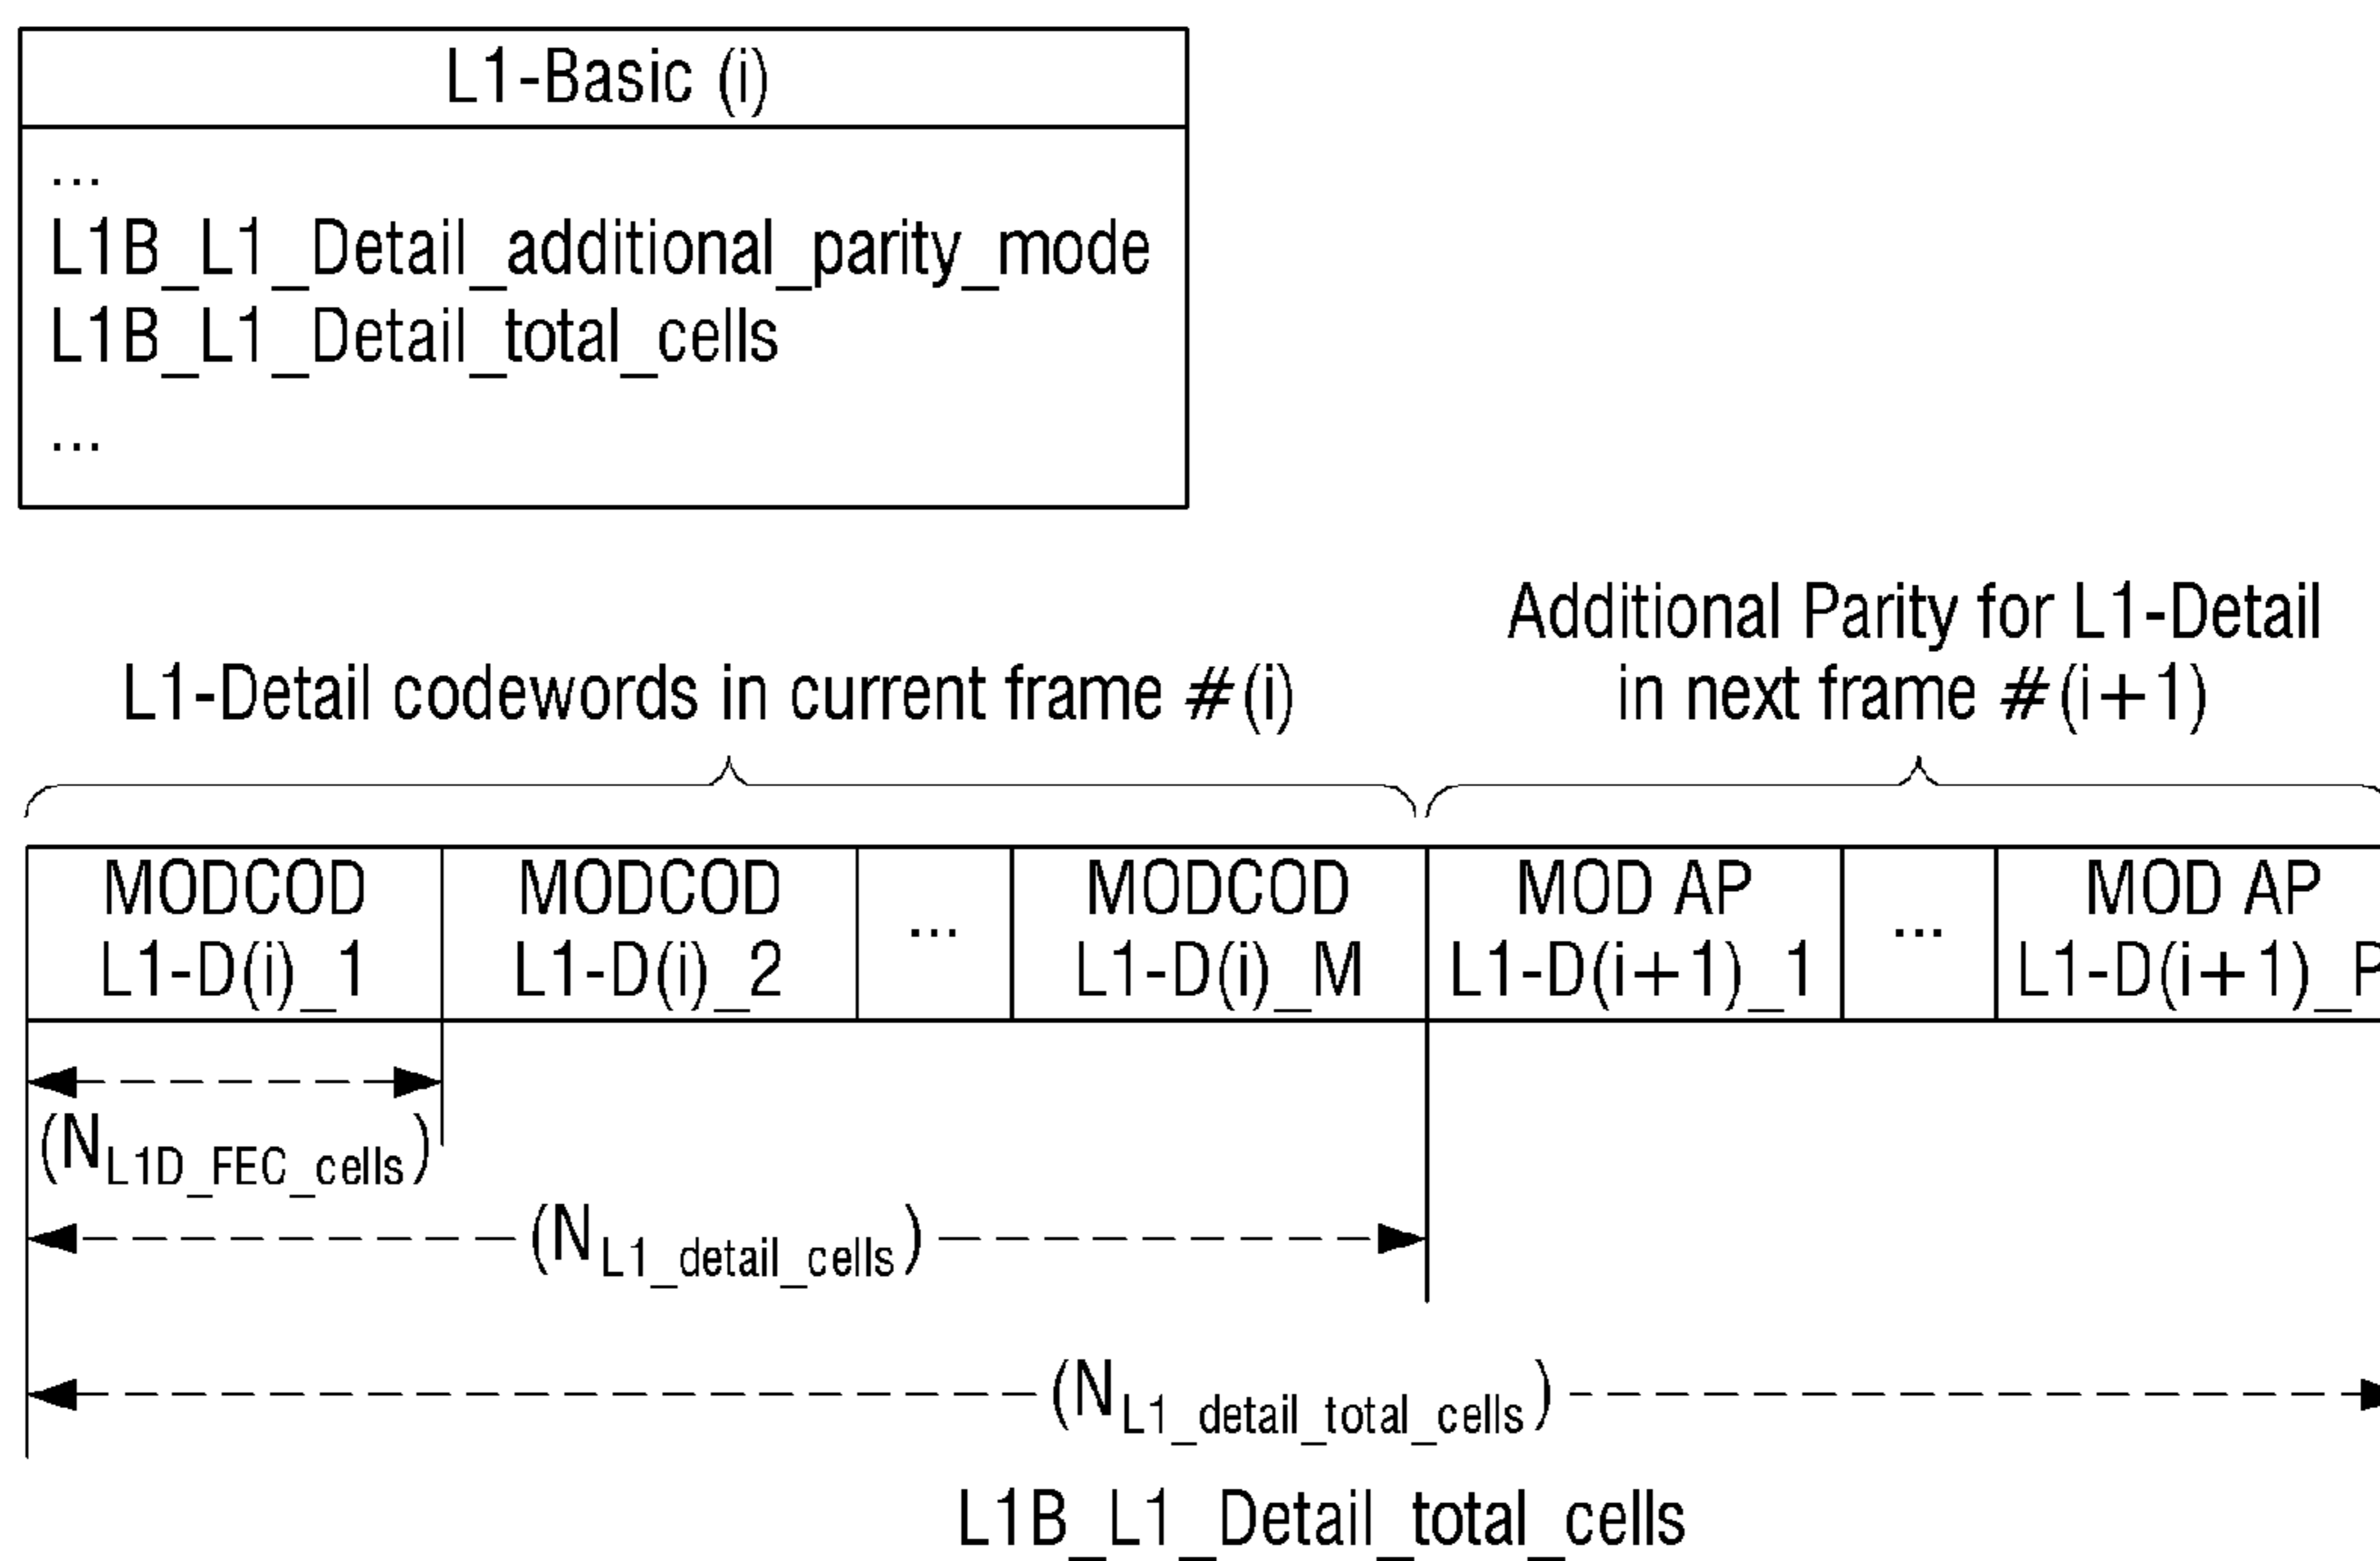 L1-Basic (i)
...
L1B_L1_Detail_additional_parity_mode
L1B_L1_Detail_total_cells
...
Additional Parity for L1-Detail
in next frame #(i+1)
L1-Detail codewords in current frame #(i)
MODCOD
L1-D(i)_1
MODCOD
L1-D(i)_2
...
MODCOD
L1-D(i)_M
MOD AP
L1-D(i+1)_1
...
MOD AP
L1-D(i+1)_P
(NL1D_FEC_cells)
(NL1_detail_cells)
(NL1_detail_total_cells)
L1B_L1_Detail_total_cells